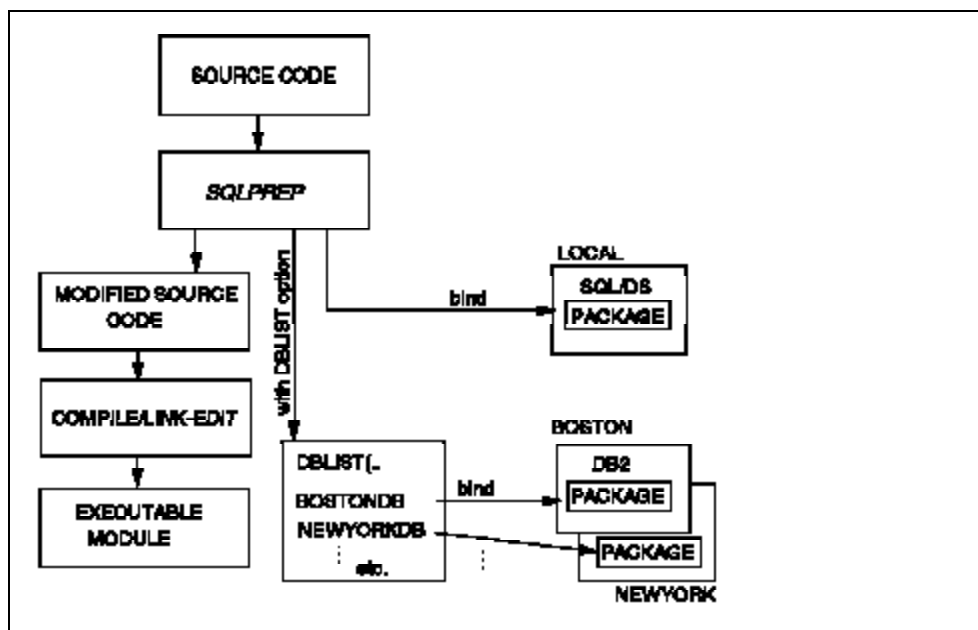 SOURCE CODE
SQLPREP
LOCAL
SQL/DS
PACKAGE
bind
MODIFIED SOURCE
CODE
with DBLIST option
COMPILE/LINK-EDIT
EXECUTABLE
MODULE
DBLIST(..
BOSTONDB
NEWYORKDB
etc.
bind
BOSTON
DB2
PACKAGE
PACKAGE
NEWYORK